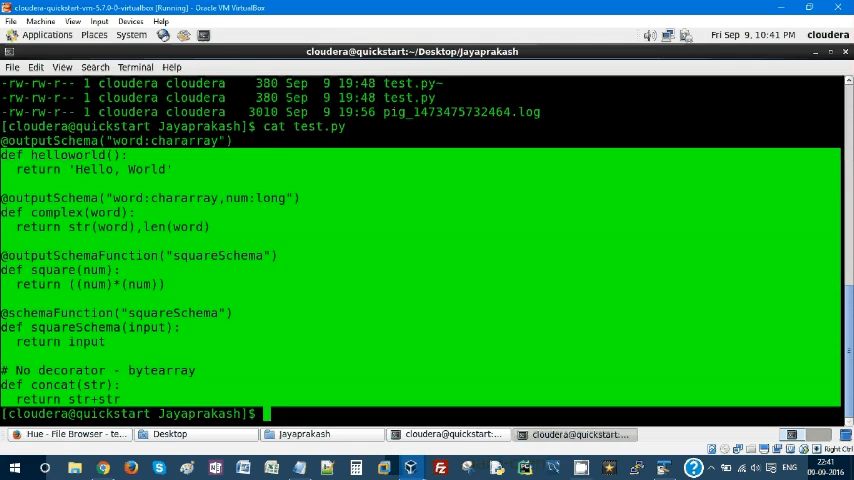 cloudera-quickstart-vm-5.7.0-0-virtualbox [Running] - Oracle VM VirtualBox
File Machine View Input Devices Help
Applications Places System Fri Sep 9, 10:41 PM cloudera
cloudera@quickstart:~/Desktop/Jayaprakash
File Edit View Search Terminal Help
-rw-rw-r-- 1 cloudera cloudera 380 Sep 9 19:48 test.py~
-rw-rw-r-- 1 cloudera cloudera 380 Sep 9 19:48 test.py
-rw-rw-r-- 1 cloudera cloudera 3010 Sep 9 19:56 pig_1473475732464.log
[cloudera@quickstart Jayaprakash]$ cat test.py
@outputSchema("word:chararray")
def helloworld():
  return 'Hello, World'
@outputSchema("word:chararray,num:long")
def complex(word):
  return str(word),len(word)
@outputSchemaFunction("squareSchema")
def square(num):
  return ((num)*(num))
@schemaFunction("squareSchema")
def squareSchema(input):
  return input
# No decorator - bytearray
def concat(str):
  return str+str
[cloudera@quickstart Jayaprakash]$
Hue - File Browser - te... Desktop Jayaprakash cloudera@quickstart:... cloudera@quickstart:...
Right Ctrl
ENG
22:41
09-09-2016